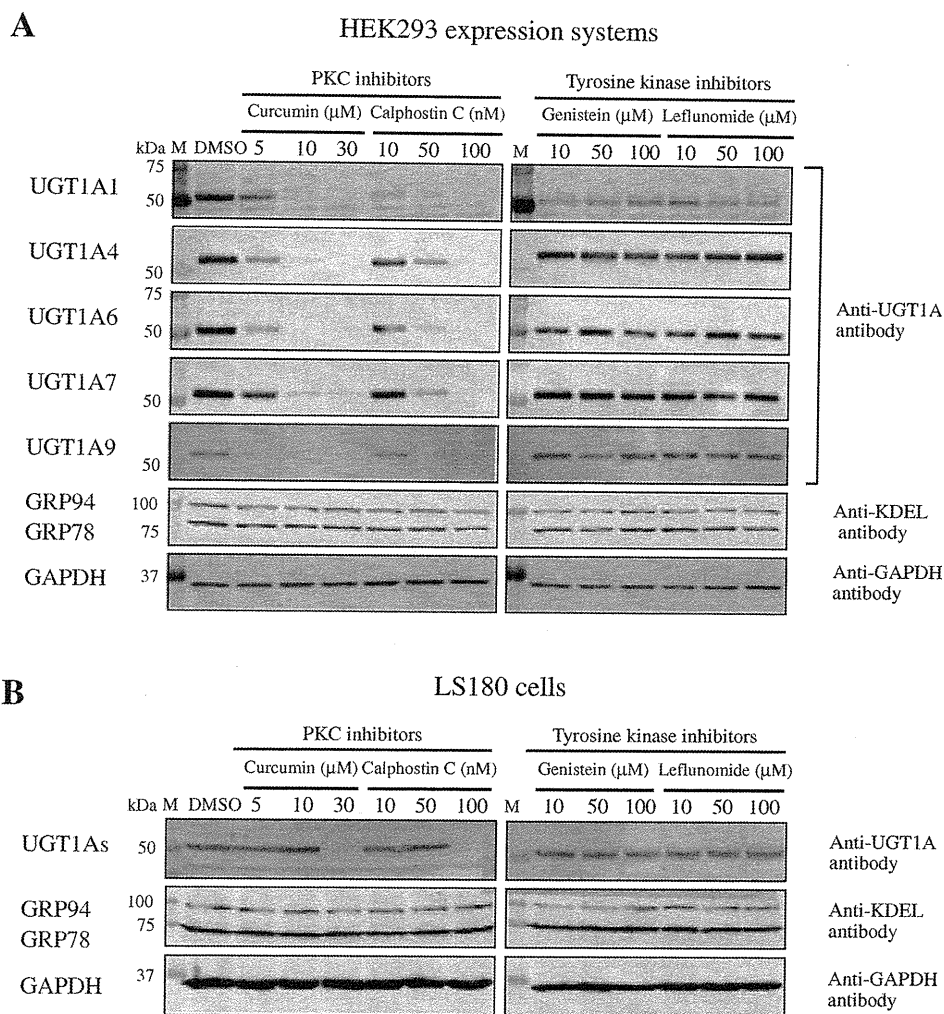 A
HEK293 expression systems
PKC inhibitors
Tyrosine kinase inhibitors
Curcumin (μM) Calphostin C (nM)
Genistein (μM) Leflunomide (μM)
kDa M DMSO 5 10 30 10 50 100
M 10 50 100 10 50 100
UGT1A1
75
50
UGT1A4
50
UGT1A6
75
50
UGT1A7
50
UGT1A9
50
Anti-UGT1A
antibody
GRP94
100
GRP78
75
Anti-KDEL
antibody
GAPDH
37
Anti-GAPDH
antibody
B
LS180 cells
PKC inhibitors
Tyrosine kinase inhibitors
Curcumin (μM) Calphostin C (nM)
Genistein (μM) Leflunomide (μM)
kDa M DMSO 5 10 30 10 50 100
M 10 50 100 10 50 100
UGT1As
50
Anti-UGT1A
antibody
GRP94
100
GRP78
75
Anti-KDEL
antibody
GAPDH
37
Anti-GAPDH
antibody